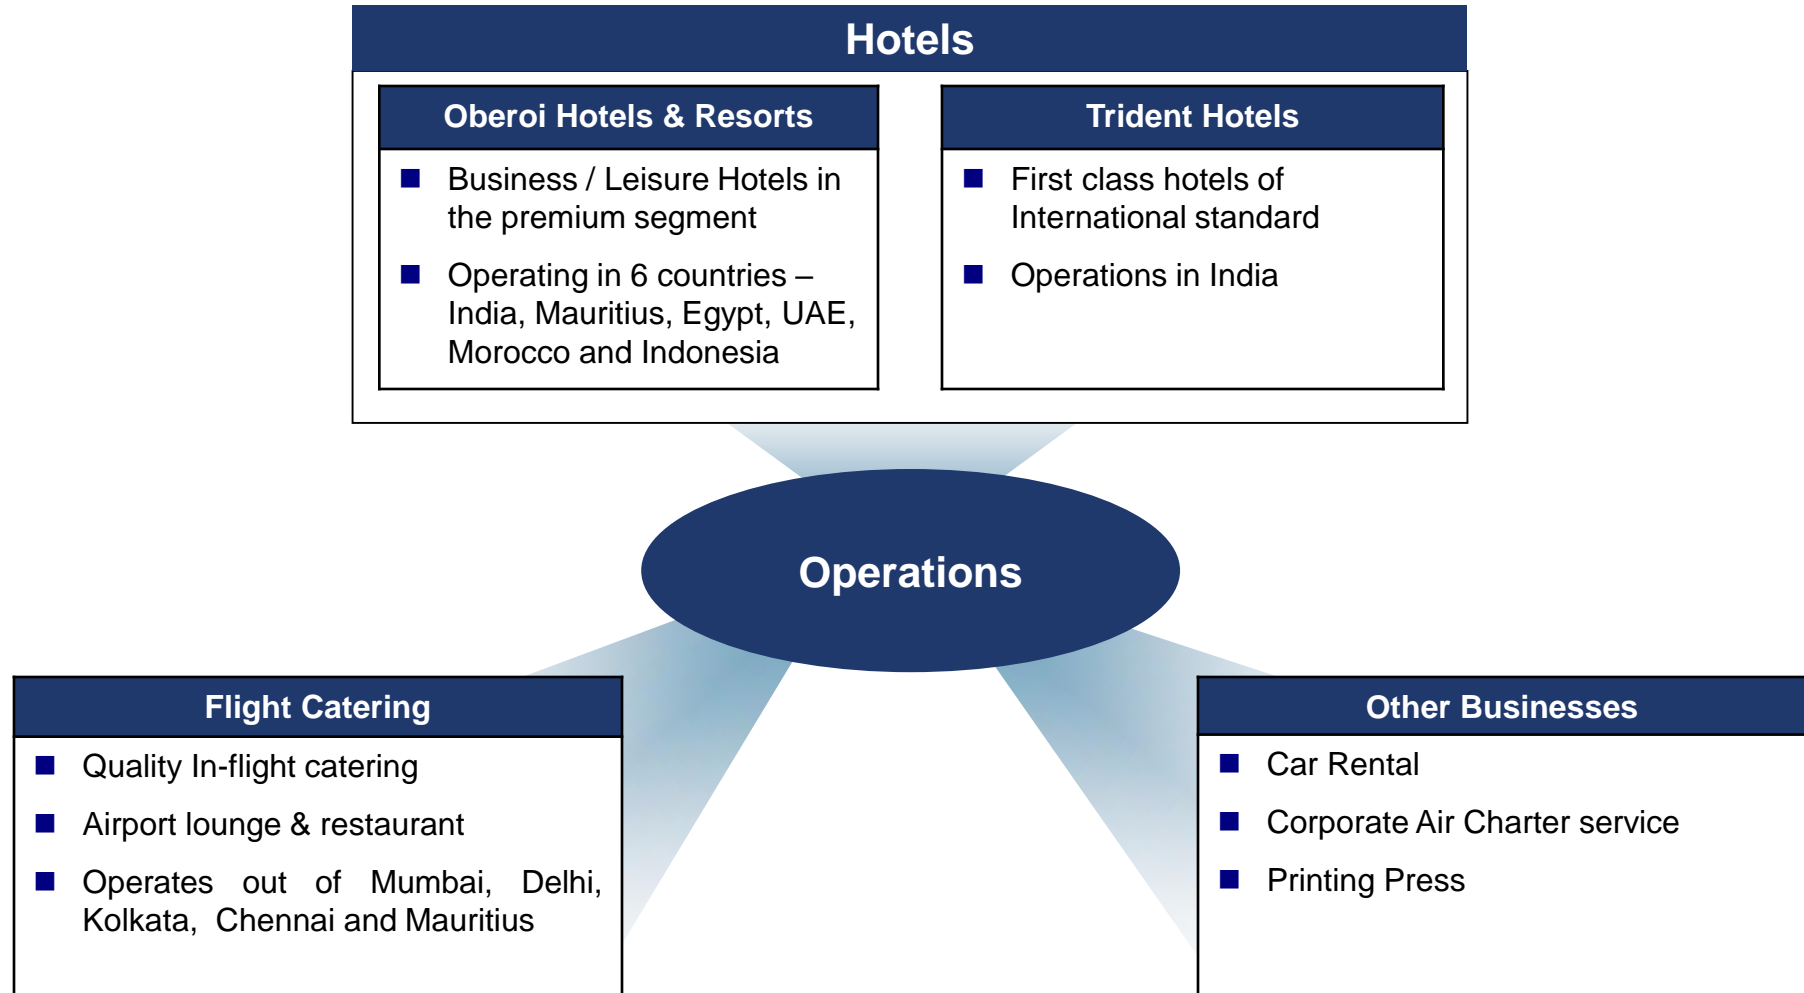 Hotels
Oberoi Hotels & Resorts
Business / Leisure Hotels in
the premium segment
Operating in 6 countries –
India, Mauritius, Egypt, UAE,
Morocco and Indonesia
Trident Hotels
First class hotels of
International standard
Operations in India
Operations
Flight Catering
Quality In-flight catering
Airport lounge & restaurant
Operates out of Mumbai, Delhi,
Kolkata, Chennai and Mauritius
Other Businesses
Car Rental
Corporate Air Charter service
Printing Press